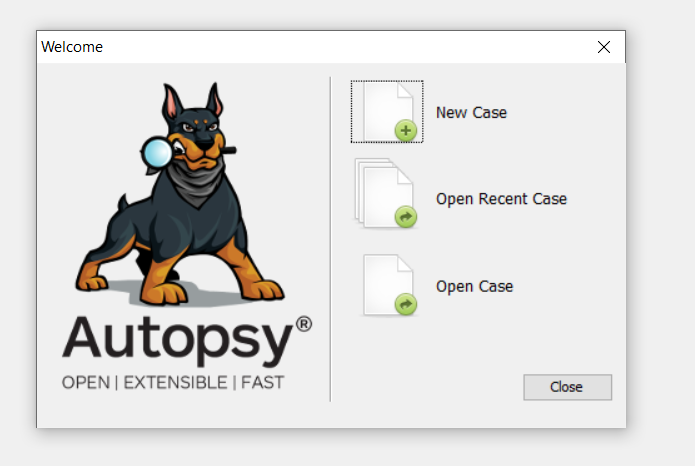 Welcome
Autopsy®
OPEN | EXTENSIBLE | FAST
New Case
Open Recent Case
Open Case
Close